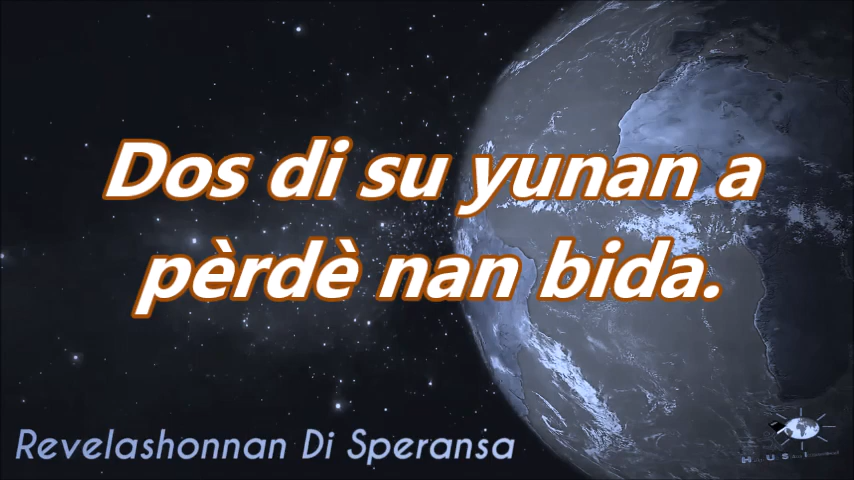 Dos di su yunan a
pèrdè nan bida.
Revelashonnan Di Speransa